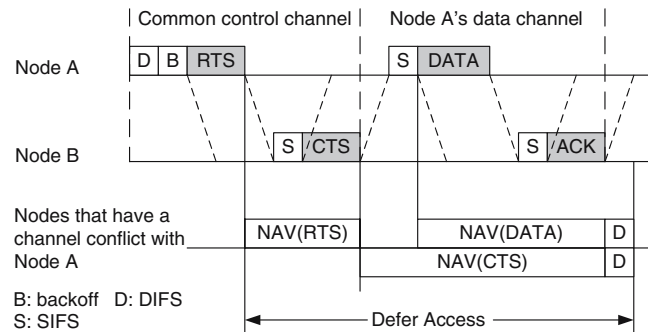 Common control channel Node A's data channel
Node A D B RTS S DATA
Node B S CTS S ACK
Nodes that have a
channel conflict with
Node A
NAV(RTS) NAV(DATA) D
NAV(CTS) D
B: backoff D: DIFS
S: SIFS
Defer Access